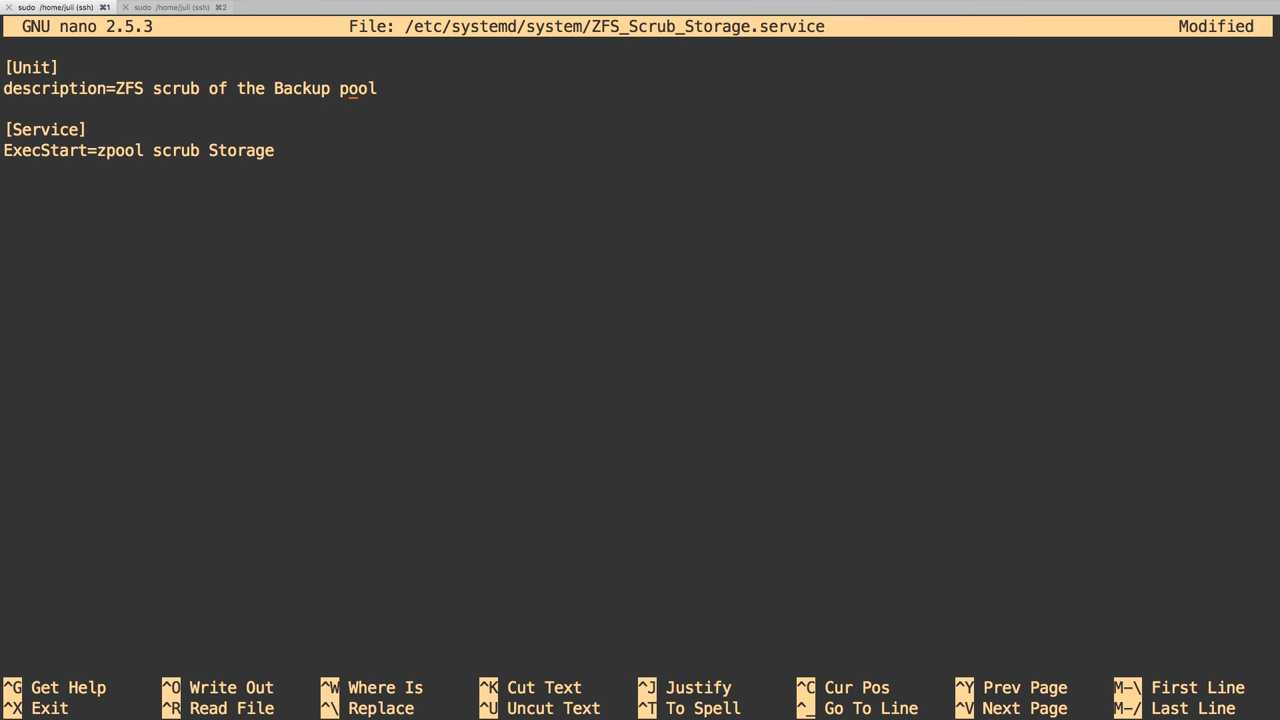 × sudo /home/juli (ssh) ⌘1 × sudo /home/juli (ssh) ⌘2
GNU nano 2.5.3 File: /etc/systemd/system/ZFS_Scrub_Storage.service Modified
[Unit]
description=ZFS scrub of the Backup pool
[Service]
ExecStart=zpool scrub Storage
^G Get Help ^O Write Out ^W Where Is ^K Cut Text ^J Justify ^C Cur Pos ^Y Prev Page M-\ First Line
^X Exit ^R Read File ^\ Replace ^U Uncut Text ^T To Spell ^_ Go To Line ^V Next Page M-/ Last Line